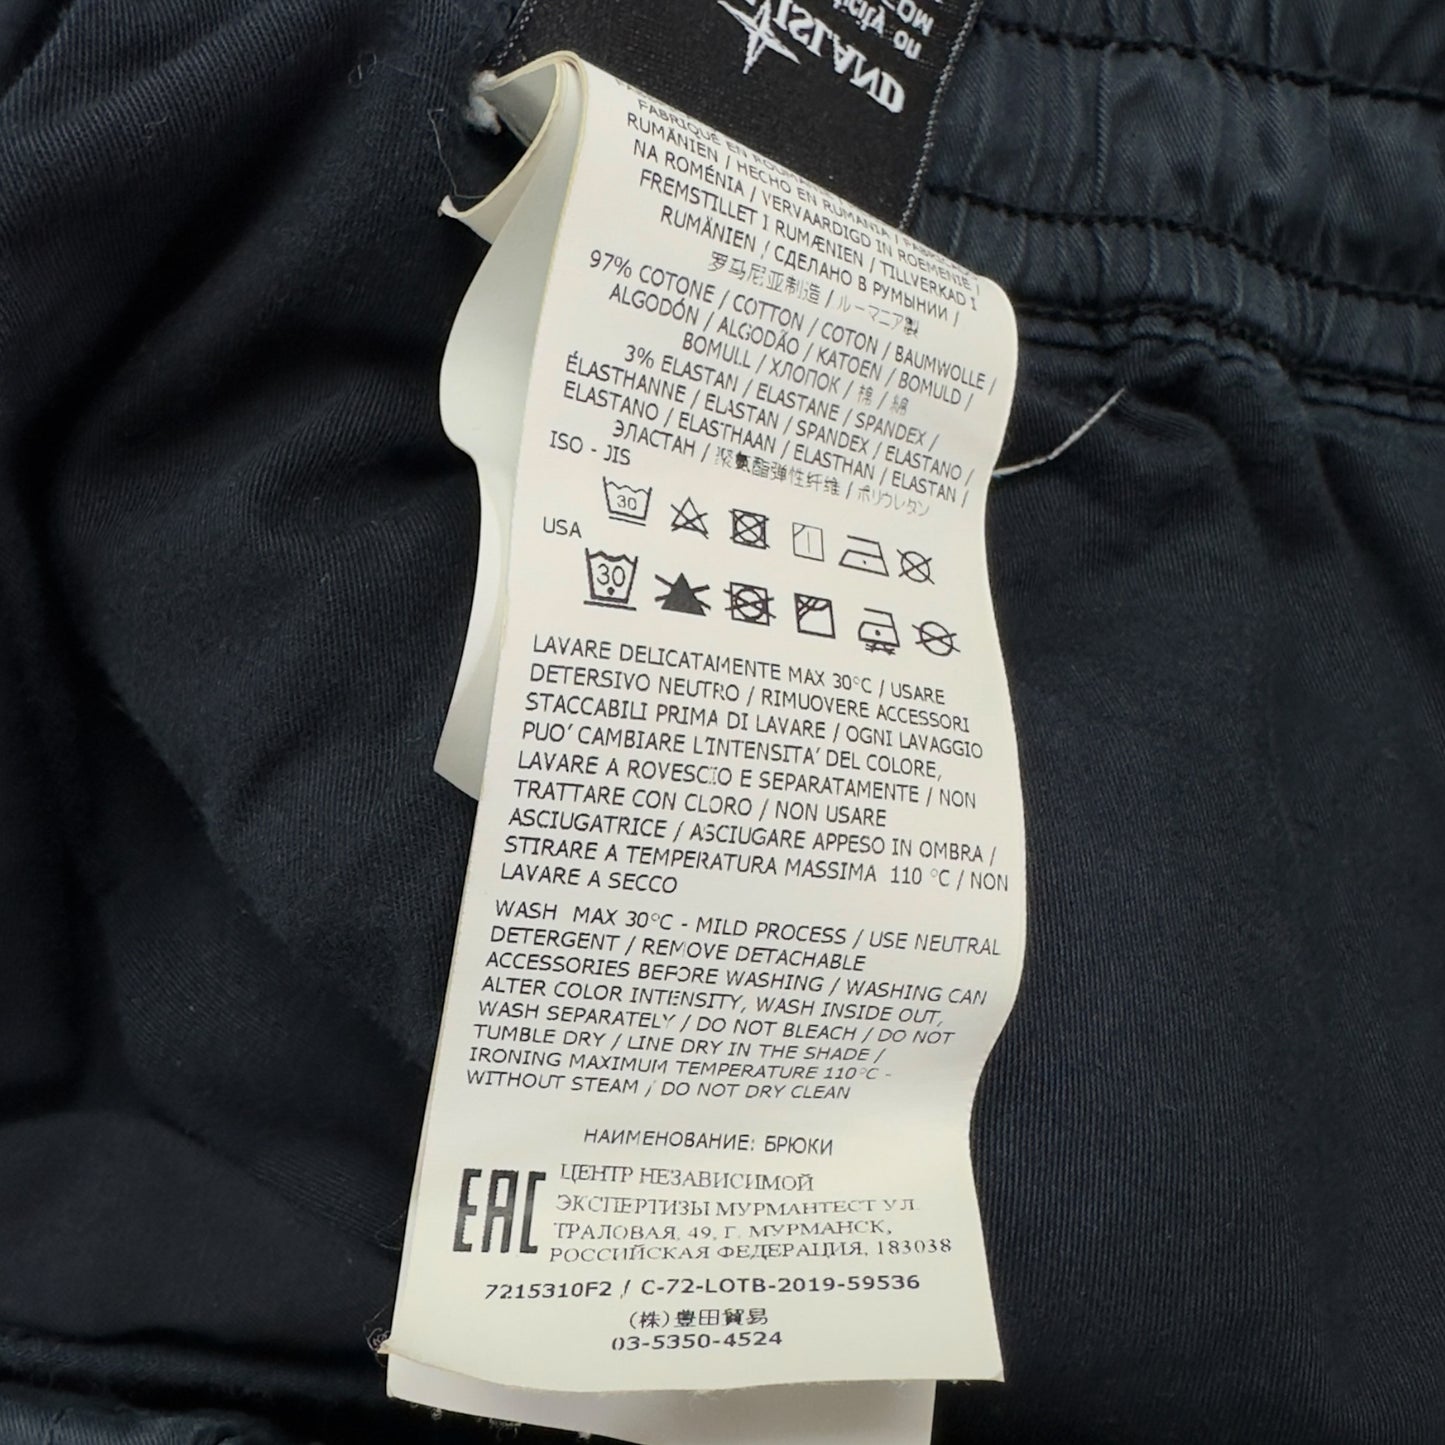 ISLAND
FABRIQUÉ EN
RUMÄNIEN / HECHO EN RUMANIA /
NA ROMÉNIA / VERVAARDIGD IN ROEMENIË /
FREMSTILLET I RUMÆNIEN / TILLVERKAD I
RUMÄNIEN / СДЕЛАНО В РУМЫНИИ /
罗马尼亚制造 / ルーマニア製
97% COTONE / COTTON / COTON / BAUMWOLLE /
ALGODÓN / ALGODÃO / KATOEN / BOMULD /
BOMULL / ХЛОПОК / 棉 / 綿
3% ELASTAN / ELASTANE / SPANDEX /
ÉLASTHANNE / ELASTAN / SPANDEX / ELASTANO /
ELASTANO / ELASTHAAN / ELASTHAN / ELASTAN /
ЭЛАСТАН / 聚氨酯弹性纤维 / ポリウレタン
ISO - JIS
30
USA
30
LAVARE DELICATAMENTE MAX 30°C / USARE
DETERSIVO NEUTRO / RIMUOVERE ACCESSORI
STACCABILI PRIMA DI LAVARE / OGNI LAVAGGIO
PUO' CAMBIARE L'INTENSITA' DEL COLORE,
LAVARE A ROVESCIO E SEPARATAMENTE / NON
TRATTARE CON CLORO / NON USARE
ASCIUGATRICE / ASCIUGARE APPESO IN OMBRA /
STIRARE A TEMPERATURA MASSIMA 110 °C / NON
LAVARE A SECCO
WASH MAX 30°C - MILD PROCESS / USE NEUTRAL
DETERGENT / REMOVE DETACHABLE
ACCESSORIES BEFORE WASHING / WASHING CAN
ALTER COLOR INTENSITY, WASH INSIDE OUT,
WASH SEPARATELY / DO NOT BLEACH / DO NOT
TUMBLE DRY / LINE DRY IN THE SHADE /
IRONING MAXIMUM TEMPERATURE 110°C -
WITHOUT STEAM / DO NOT DRY CLEAN
НАИМЕНОВАНИЕ: БРЮКИ
EAC
ЦЕНТР НЕЗАВИСИМОЙ
ЭКСПЕРТИЗЫ МУРМАНТЕСТ УЛ.
ТРАЛОВАЯ, 49, Г. МУРМАНСК,
РОССИЙСКАЯ ФЕДЕРАЦИЯ, 183038
7215310F2 / C-72-LOTB-2019-59536
(株)豊田貿易
03-5350-4524